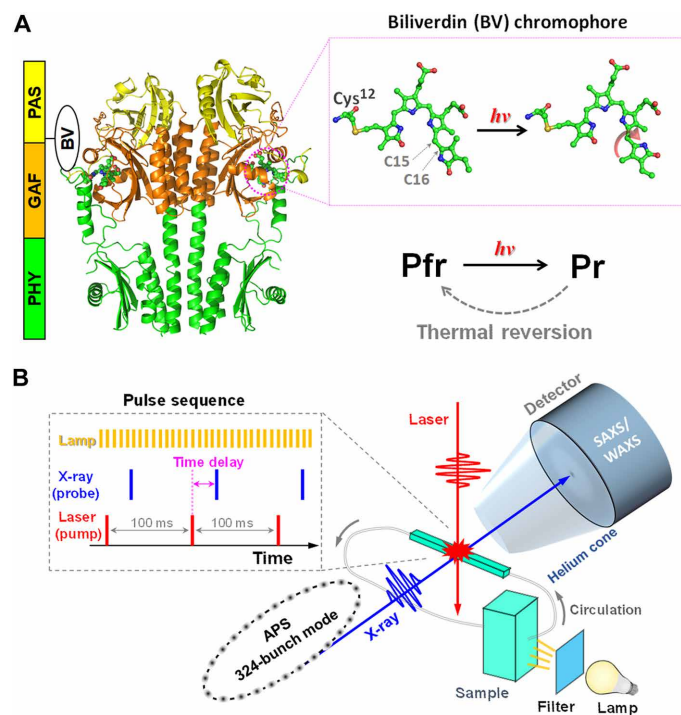 A
Biliverdin (BV) chromophore
PAS
GAF
PHY
BV
Cys12
hν
C15
C16
Pfr
hν
Pr
Thermal reversion
B
Pulse sequence
Lamp
Time delay
X-ray
(probe)
Laser
(pump)
100 ms
100 ms
Time
Laser
Detector
SAXS/
WAXS
Helium cone
Circulation
X-ray
APS
324-bunch mode
Sample
Filter
Lamp